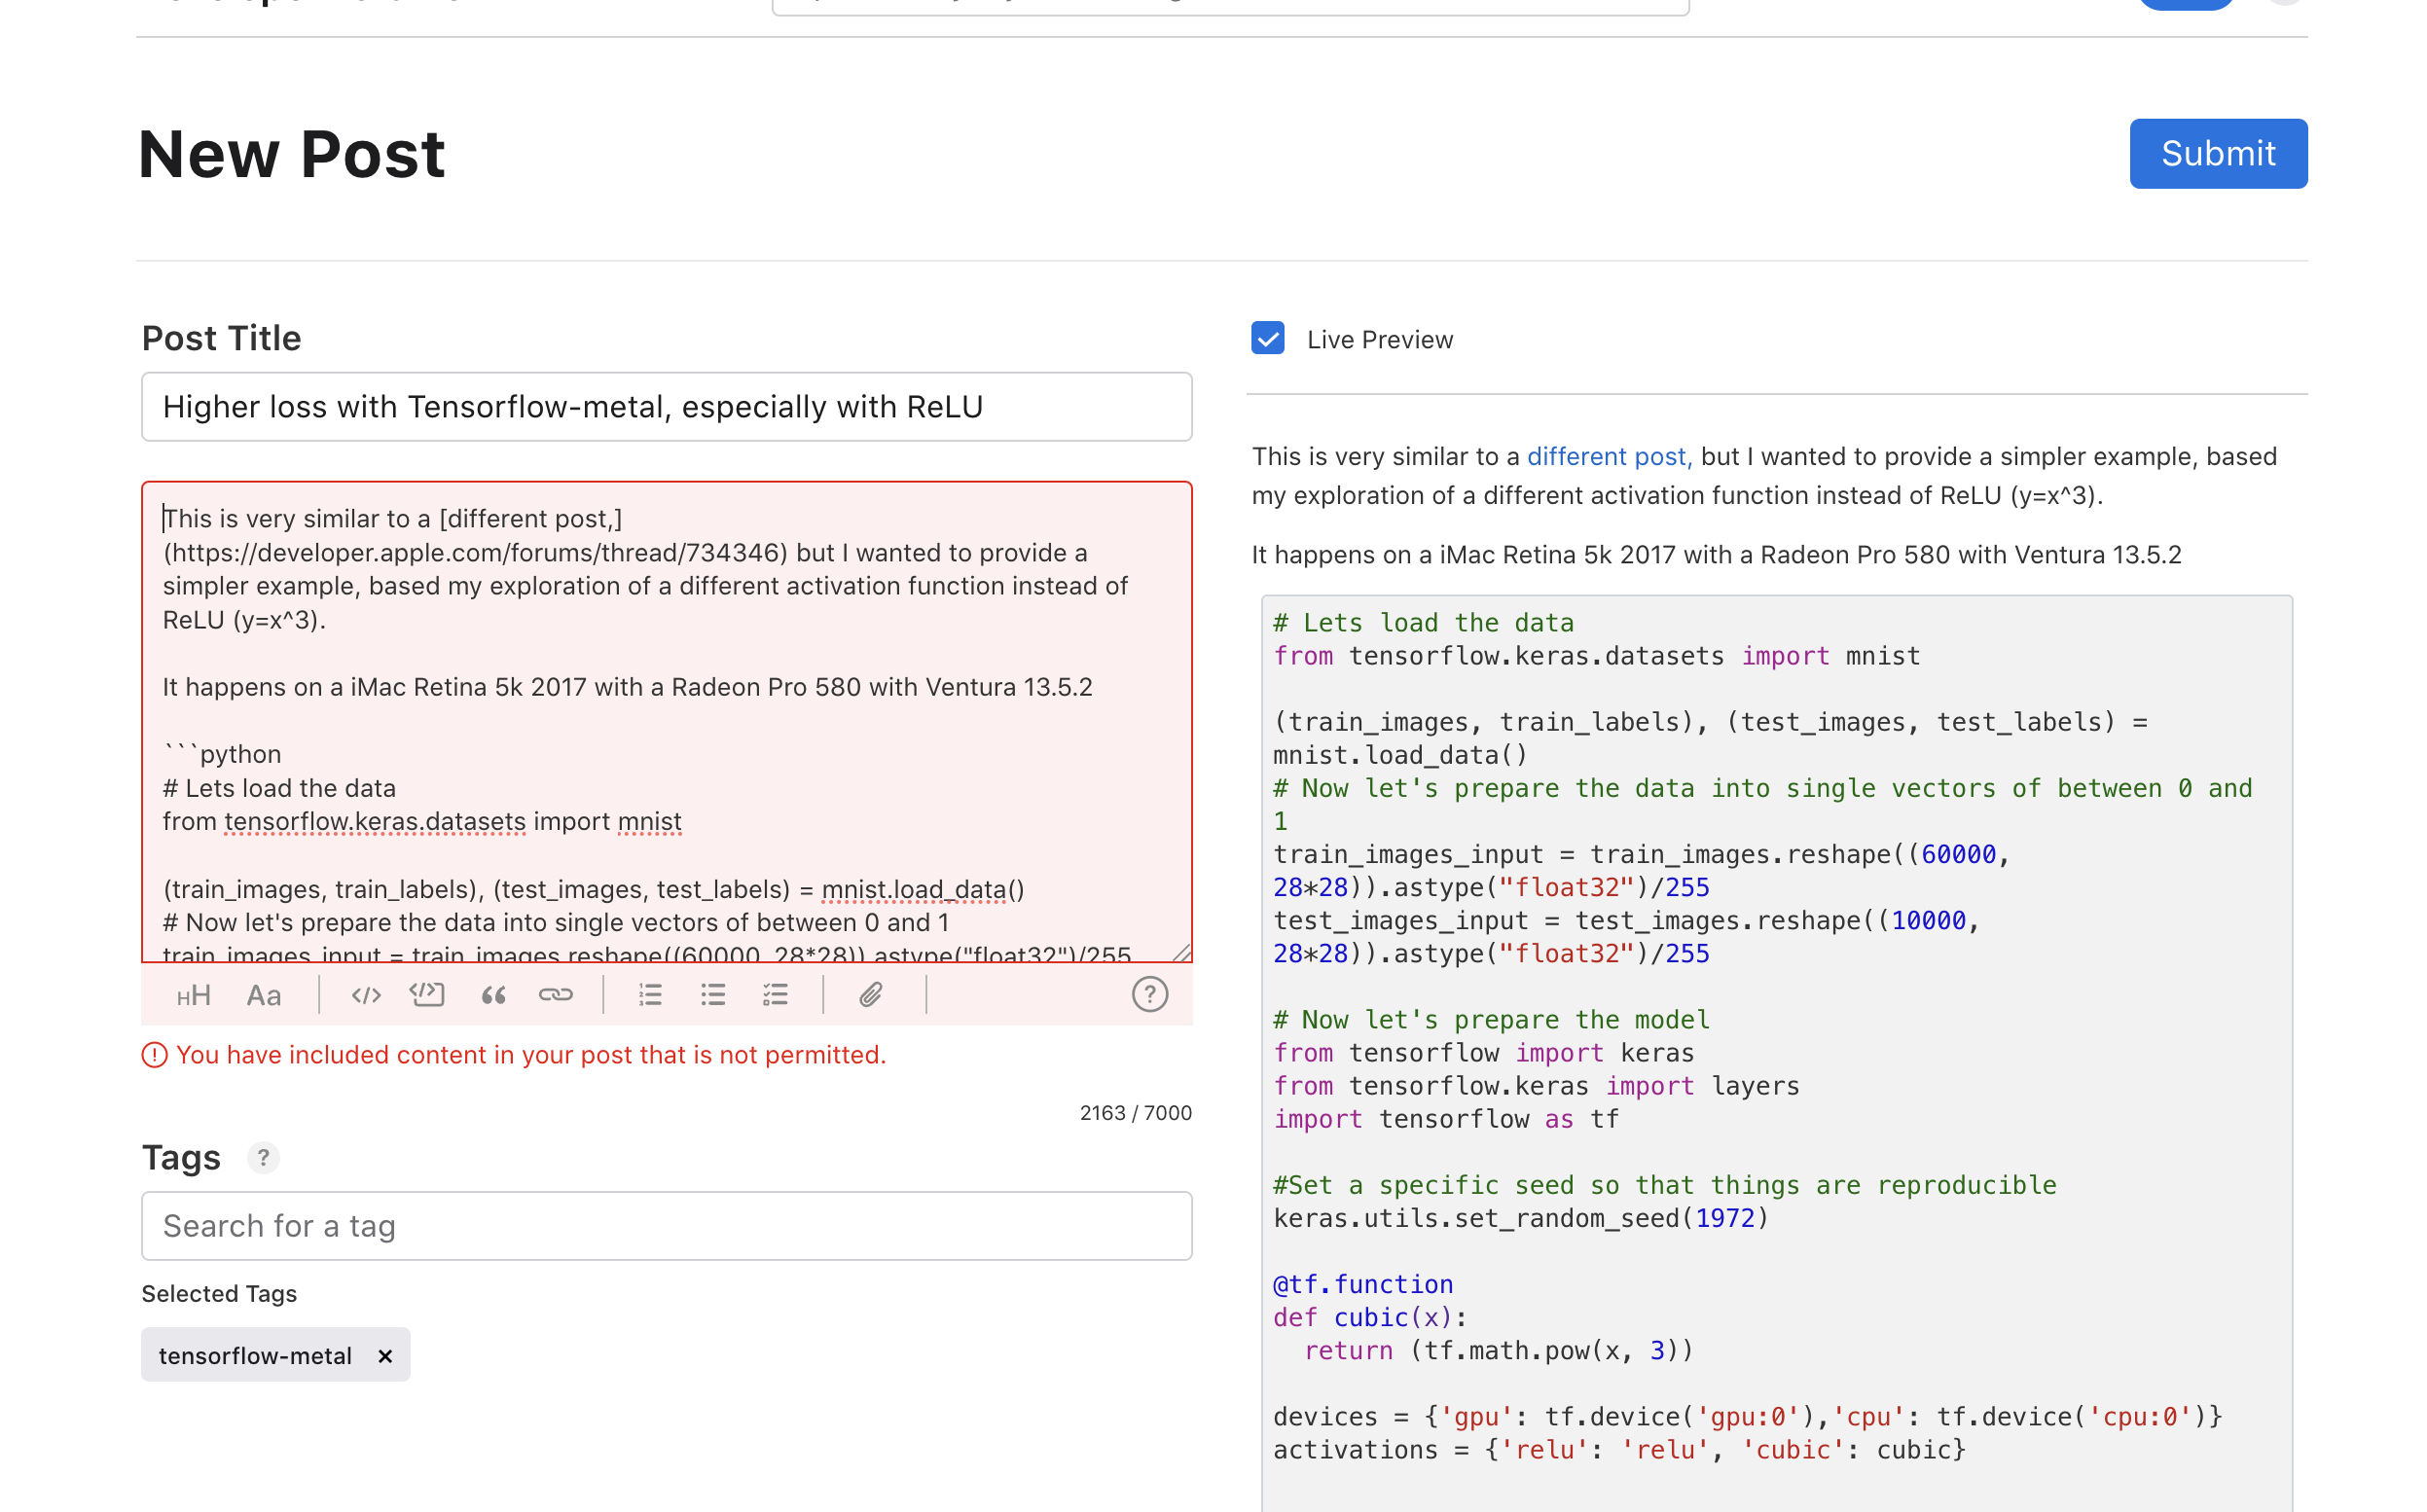 New Post
Submit
Post Title
Higher loss with Tensorflow-metal, especially with ReLU
This is very similar to a [different post,]
(https://developer.apple.com/forums/thread/734346) but I wanted to provide a
simpler example, based my exploration of a different activation function instead of
ReLU (y=x^3).
It happens on a iMac Retina 5k 2017 with a Radeon Pro 580 with Ventura 13.5.2
```python
# Lets load the data
from tensorflow.keras.datasets import mnist
(train_images, train_labels), (test_images, test_labels) = mnist.load_data()
# Now let's prepare the data into single vectors of between 0 and 1
train_images_input = train_images.reshape((60000, 28*28)).astype("float32")/255
HH Aa
?
You have included content in your post that is not permitted.
2163 / 7000
Tags ?
Search for a tag
Selected Tags
tensorflow-metal ×
Live Preview
This is very similar to a different post, but I wanted to provide a simpler example, based
my exploration of a different activation function instead of ReLU (y=x^3).
It happens on a iMac Retina 5k 2017 with a Radeon Pro 580 with Ventura 13.5.2
# Lets load the data
from tensorflow.keras.datasets import mnist
(train_images, train_labels), (test_images, test_labels) =
mnist.load_data()
# Now let's prepare the data into single vectors of between 0 and
1
train_images_input = train_images.reshape((60000,
28*28)).astype("float32")/255
test_images_input = test_images.reshape((10000,
28*28)).astype("float32")/255
# Now let's prepare the model
from tensorflow import keras
from tensorflow.keras import layers
import tensorflow as tf
#Set a specific seed so that things are reproducible
keras.utils.set_random_seed(1972)
@tf.function
def cubic(x):
  return (tf.math.pow(x, 3))
devices = {'gpu': tf.device('gpu:0'),'cpu': tf.device('cpu:0')}
activations = {'relu': 'relu', 'cubic': cubic}